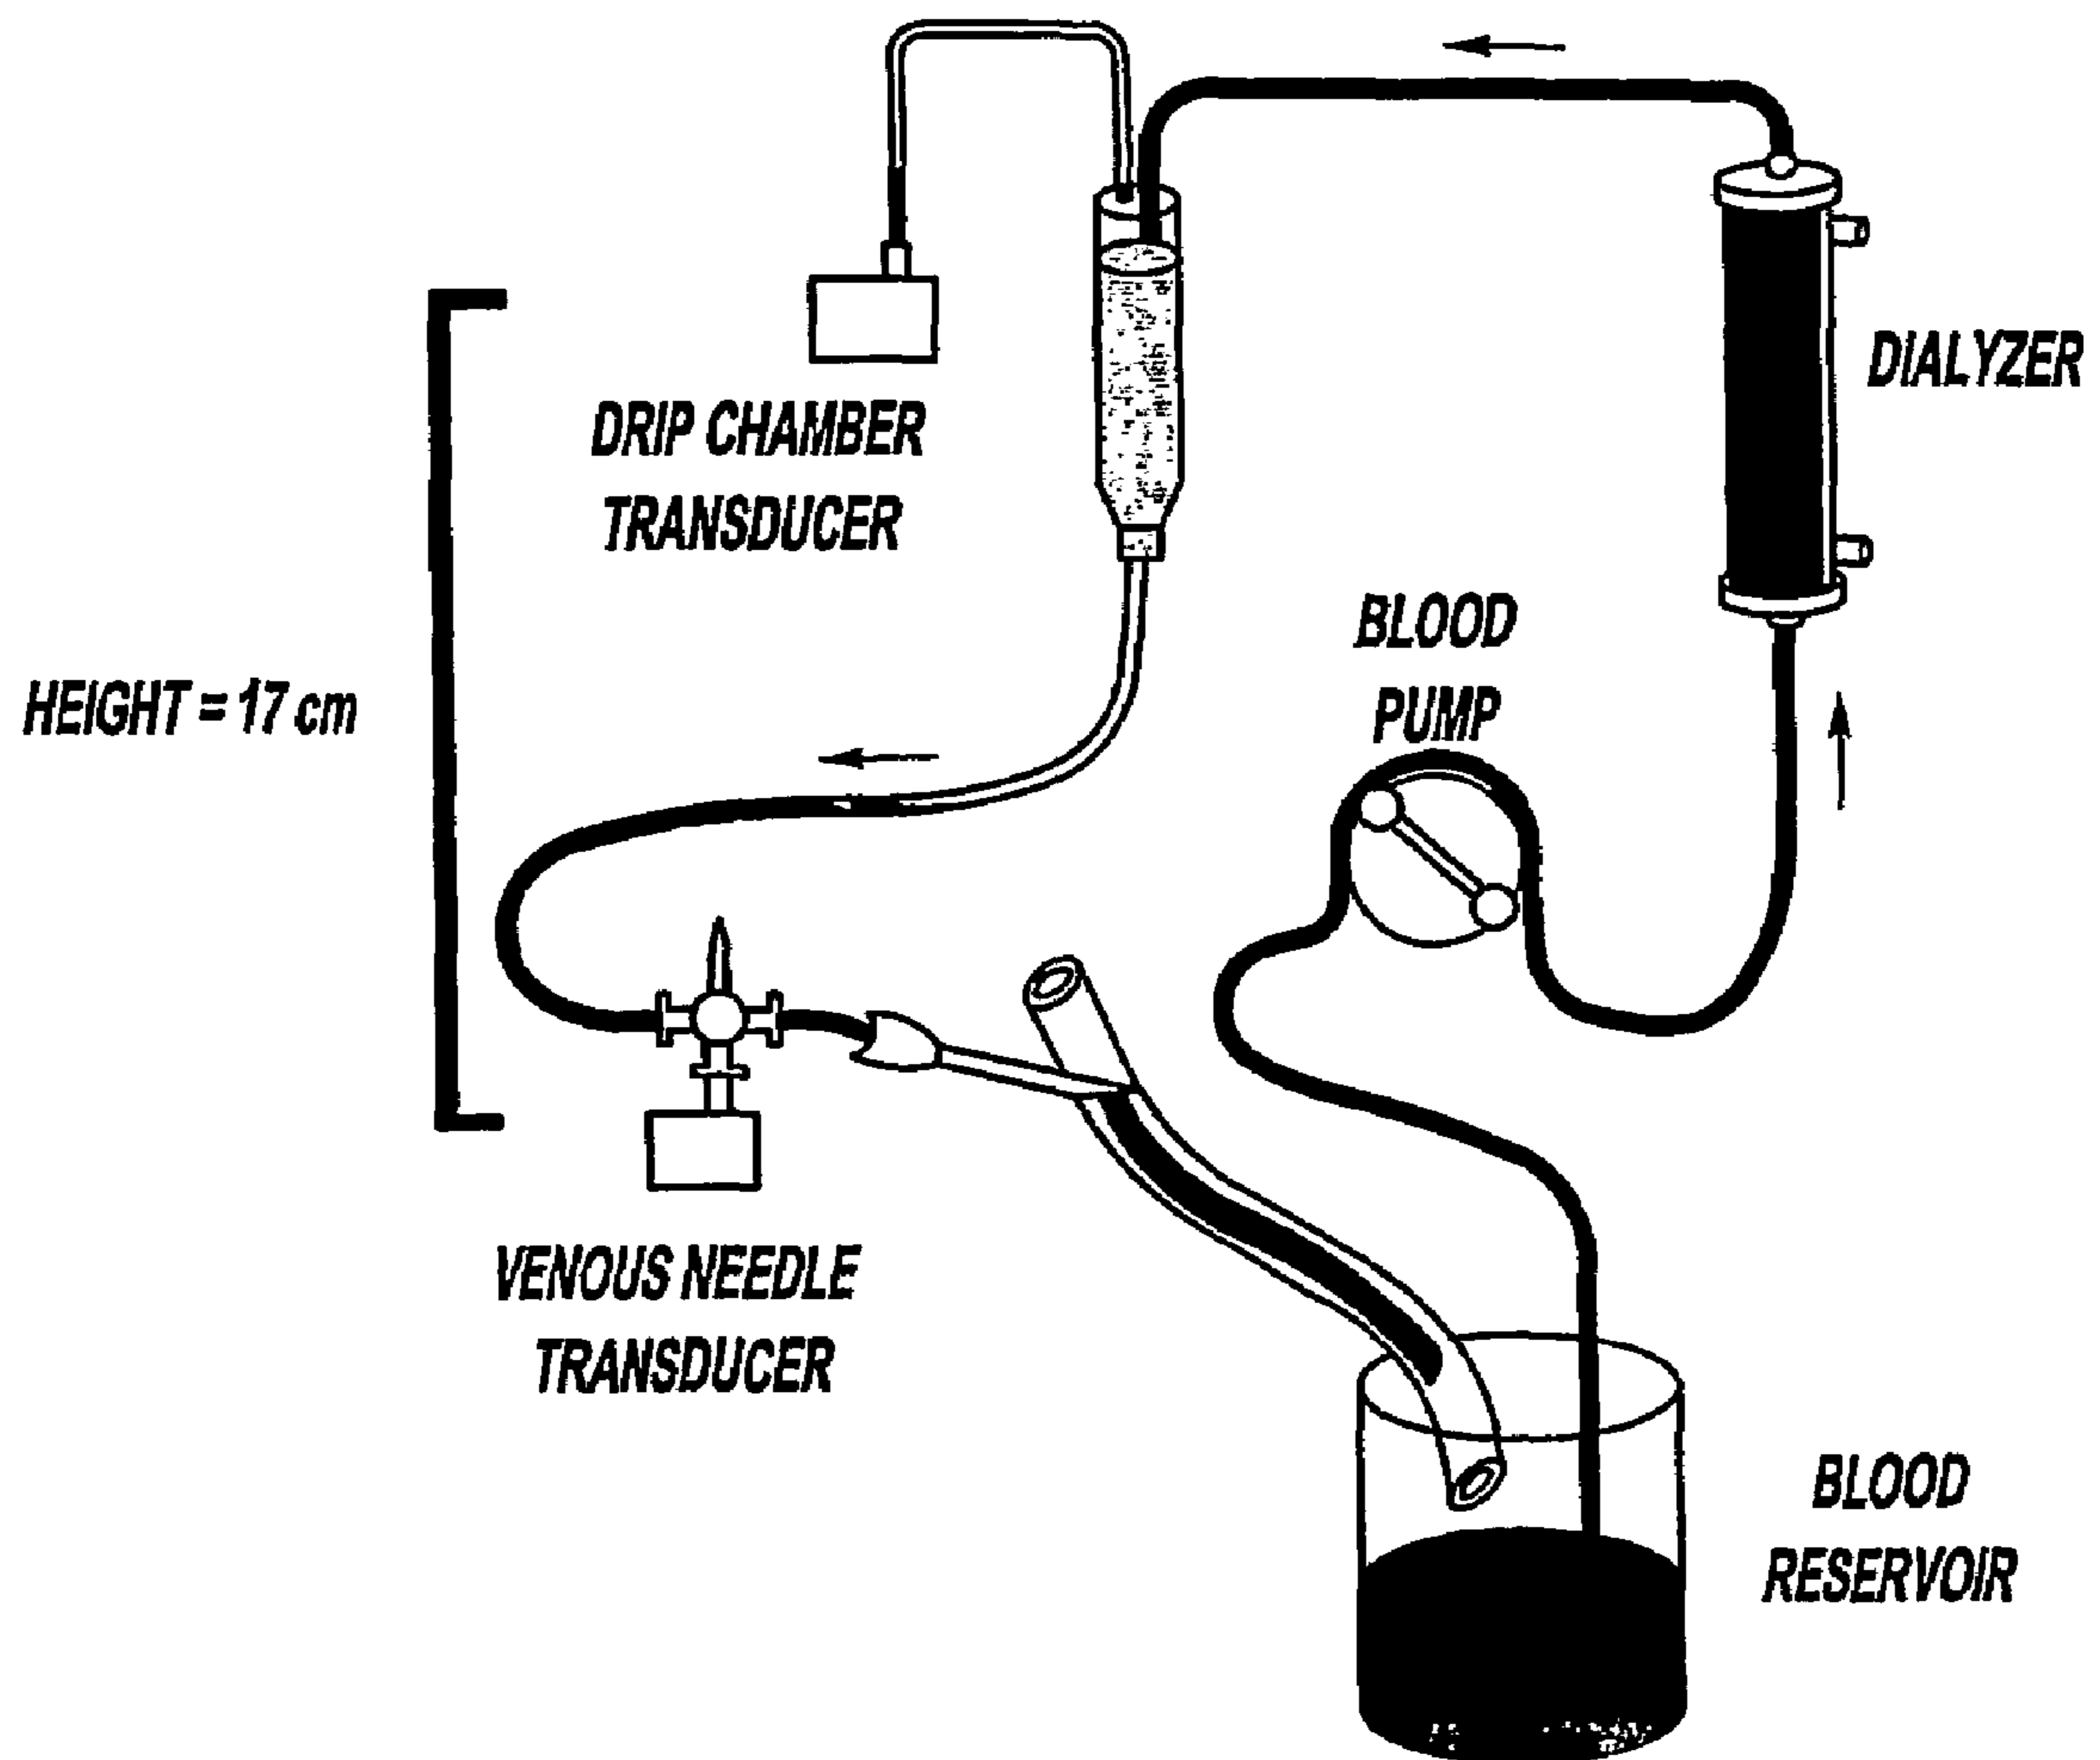 DRIP CHAMBER
TRANSDUCER
DIALYZER
BLOOD
PUMP
HEIGHT = 17 cm
VENOUS NEEDLE
TRANSDUCER
BLOOD
RESERVOIR